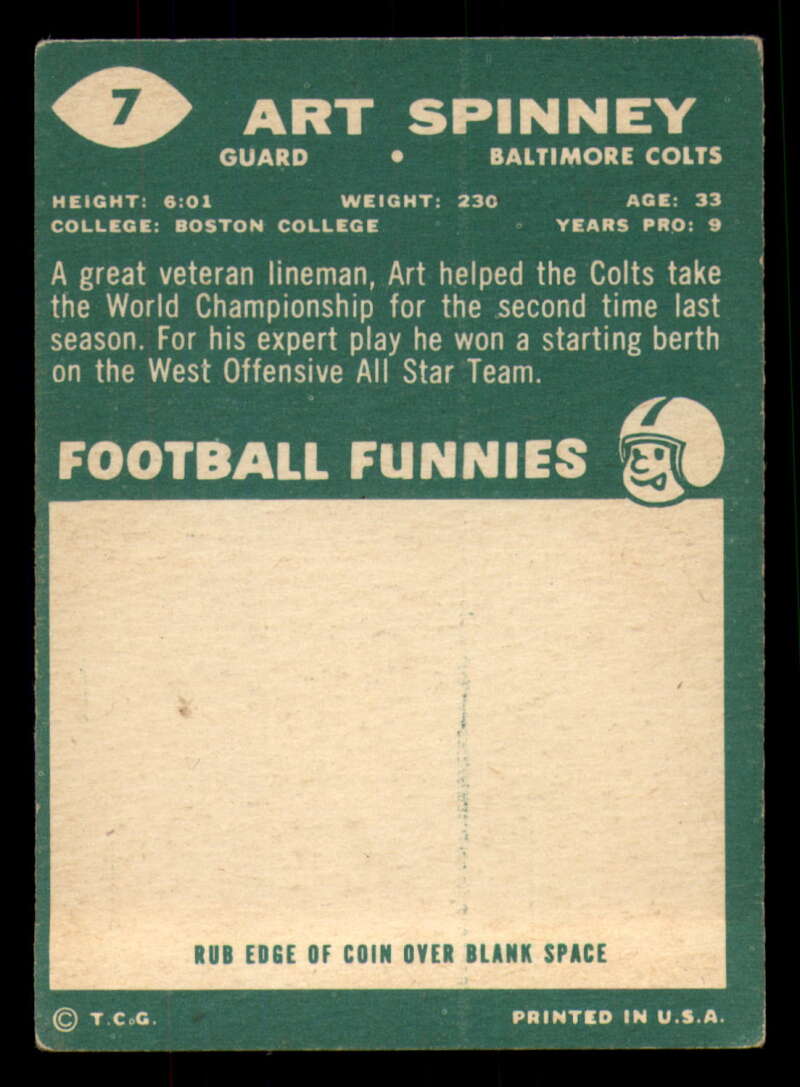 7
ART SPINNEY
GUARD • BALTIMORE COLTS
HEIGHT: 6:01 WEIGHT: 230 AGE: 33
COLLEGE: BOSTON COLLEGE YEARS PRO: 9
A great veteran lineman, Art helped the Colts take
the World Championship for the second time last
season. For his expert play he won a starting berth
on the West Offensive All Star Team.
FOOTBALL FUNNIES
RUB EDGE OF COIN OVER BLANK SPACE
© T.C.G. PRINTED IN U.S.A.